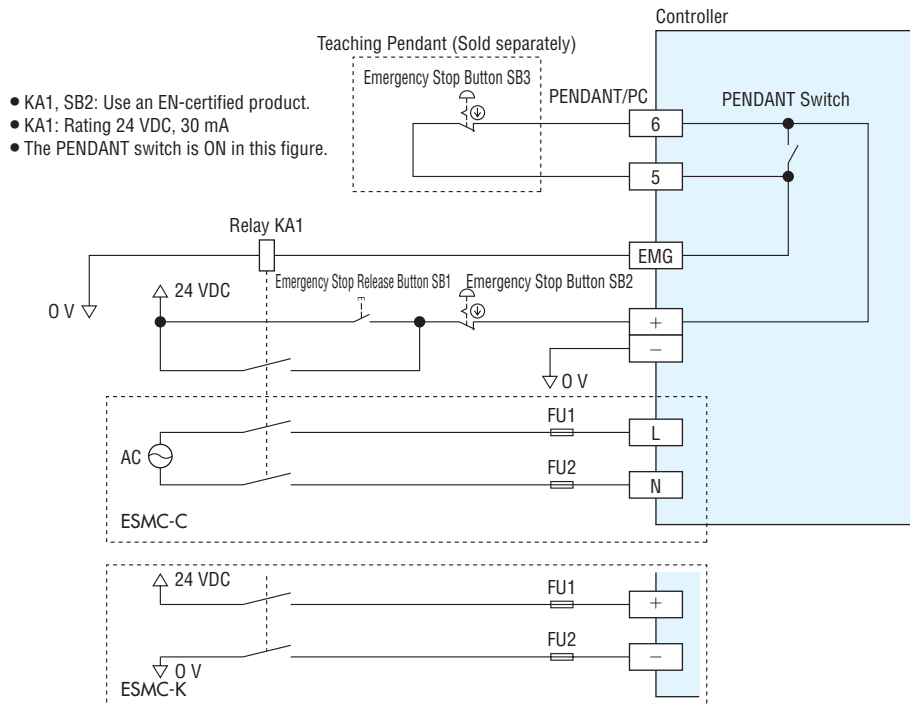 Controller
Teaching Pendant (Sold separately)
Emergency Stop Button SB3
PENDANT/PC
PENDANT Switch
● KA1, SB2: Use an EN-certified product.
● KA1: Rating 24 VDC, 30 mA
● The PENDANT switch is ON in this figure.
6
5
Relay KA1
EMG
24 VDC
Emergency Stop Release Button SB1
Emergency Stop Button SB2
0 V
+
−
0 V
FU1
L
AC
FU2
N
ESMC-C
24 VDC
FU1
+
FU2
−
0 V
ESMC-K